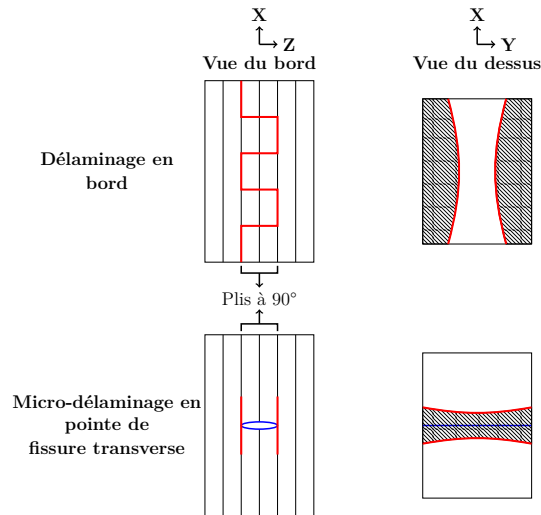 X
Z
Vue du bord
X
Y
Vue du dessus
Délaminage en
bord
Plis à 90°
Micro-délaminage en
pointe de
fissure transverse